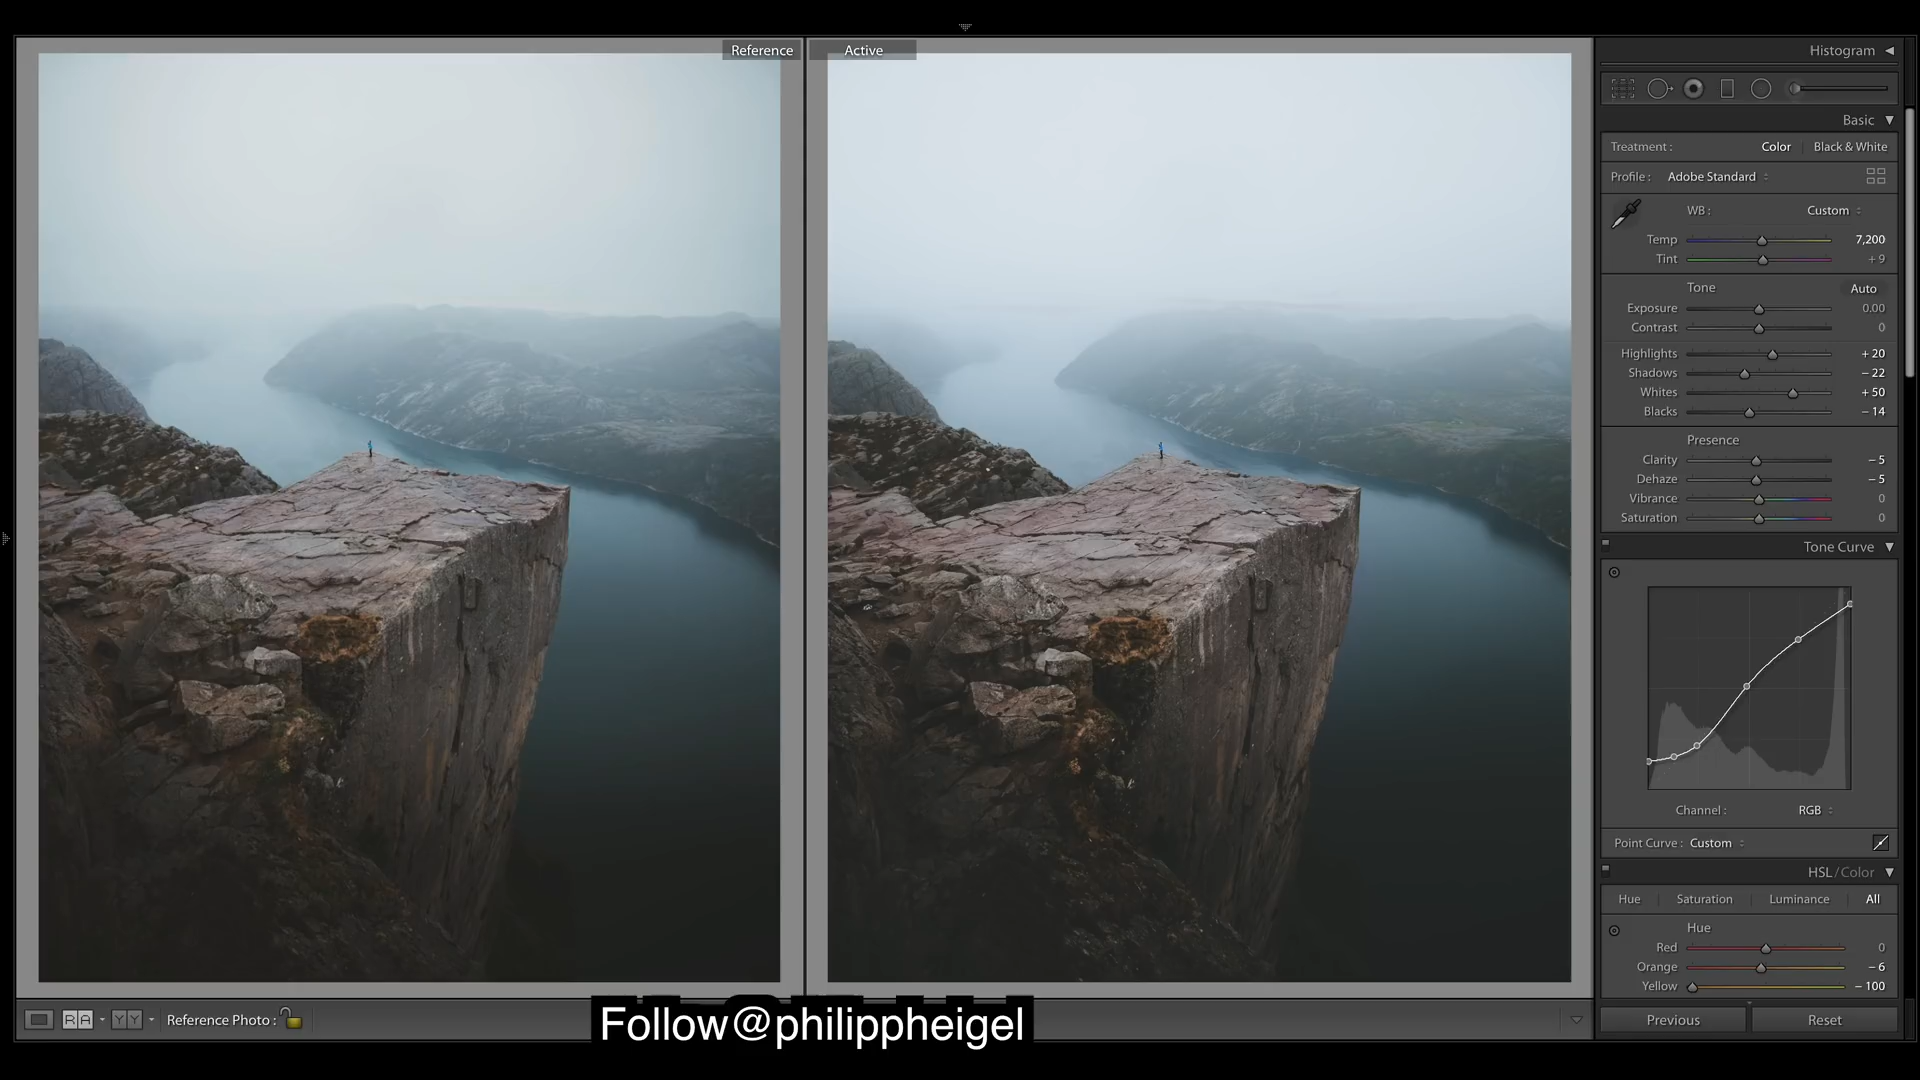 Reference
Active
Histogram
Basic
Treatment : Color Black & White
Profile : Adobe Standard
WB : Custom
Temp 7,200
Tint + 9
Tone Auto
Exposure 0.00
Contrast 0
Highlights + 20
Shadows − 22
Whites + 50
Blacks − 14
Presence
Clarity − 5
Dehaze − 5
Vibrance 0
Saturation 0
Tone Curve
Channel : RGB
Point Curve : Custom
HSL / Color
Hue Saturation Luminance All
Hue
Red 0
Orange − 6
Yellow − 100
Previous Reset
R A Y Y Reference Photo :
Follow@philippheigel